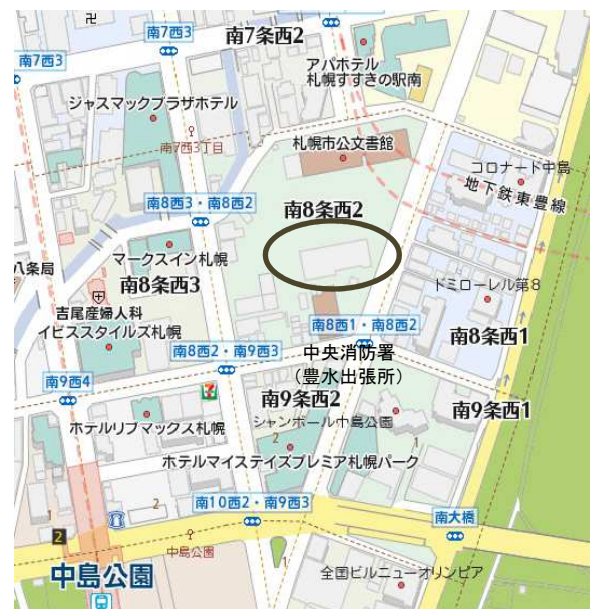 南7西3
南7西3
南7条西2
アパホテル
札幌すすきの駅南
ジャスマックプラザホテル
南7西3丁目
札幌市公文書館
コロナード中島
地下鉄東豊線
南8西3・南8西2
南8条西2
八条局
マークスイン札幌
南8条西3
ドミローレル第8
吉尾産婦人科
イビススタイルズ札幌
南8西1・南8西2
南8条西1
南8西2・南9西3
中央消防署
(豊水出張所)
南9西4
7
南9条西2
シャンボール中島公園
南9条西1
ホテルリブマックス札幌
2
1
ホテルマイステイズプレミア札幌パーク
2
南10西2・南9西3
南大橋
1
2
中島公園
中島公園
1
全国ビルニューオリンピア